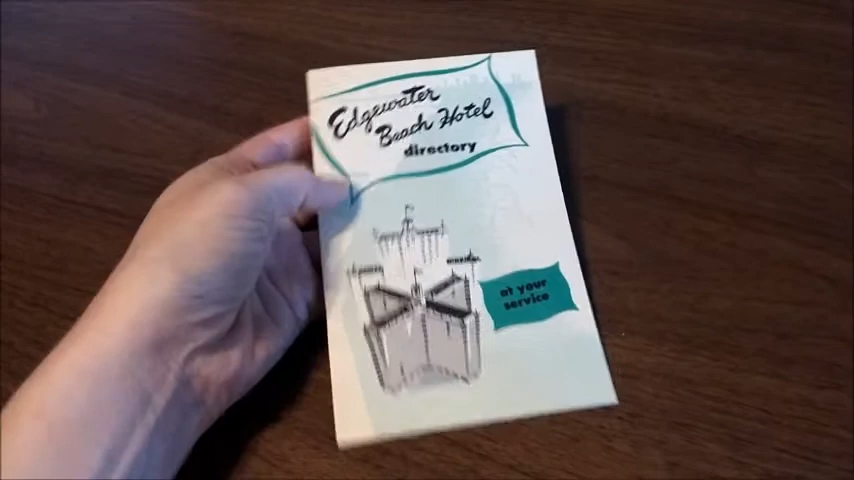 Edgewater
Beach Hotel
directory
at your
service